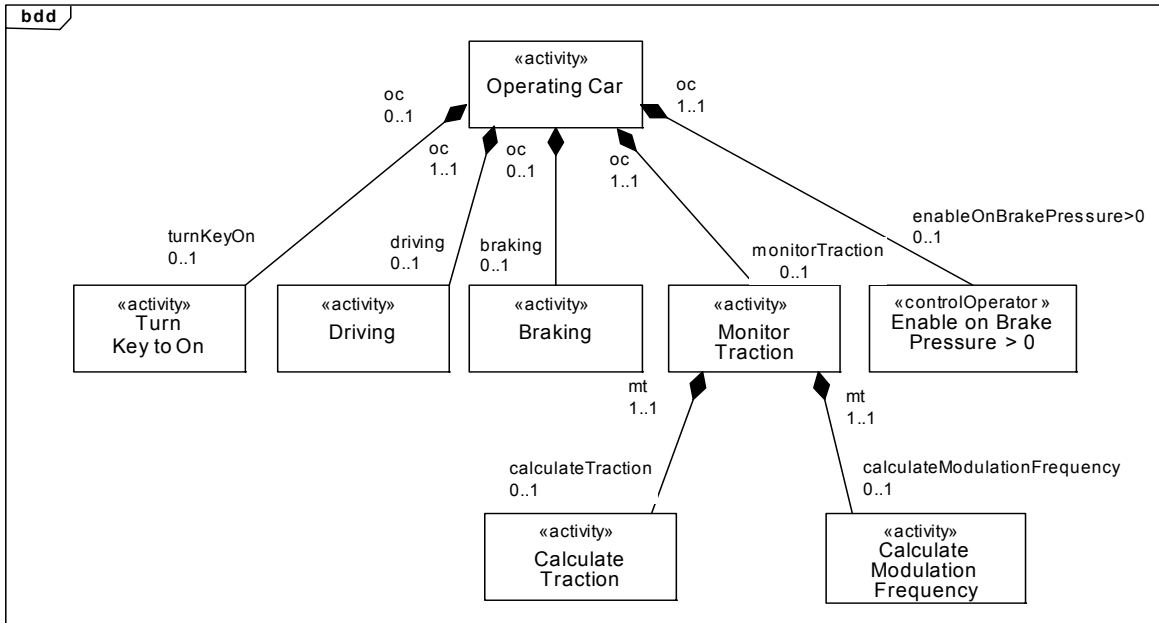 bdd
«activity»
Operating Car
oc
0..1
oc
1..1
oc
0..1
oc
1..1
oc
1..1
turnKeyOn
0..1
driving
0..1
braking
0..1
monitorTraction
0..1
enableOnBrakePressure>0
0..1
«activity»
Turn
Key to On
«activity»
Driving
«activity»
Braking
«activity»
Monitor
Traction
«controlOperator »
Enable on Brake
Pressure > 0
mt
1..1
mt
1..1
calculateTraction
0..1
calculateModulationFrequency
0..1
«activity»
Calculate
Traction
«activity»
Calculate
Modulation
Frequency